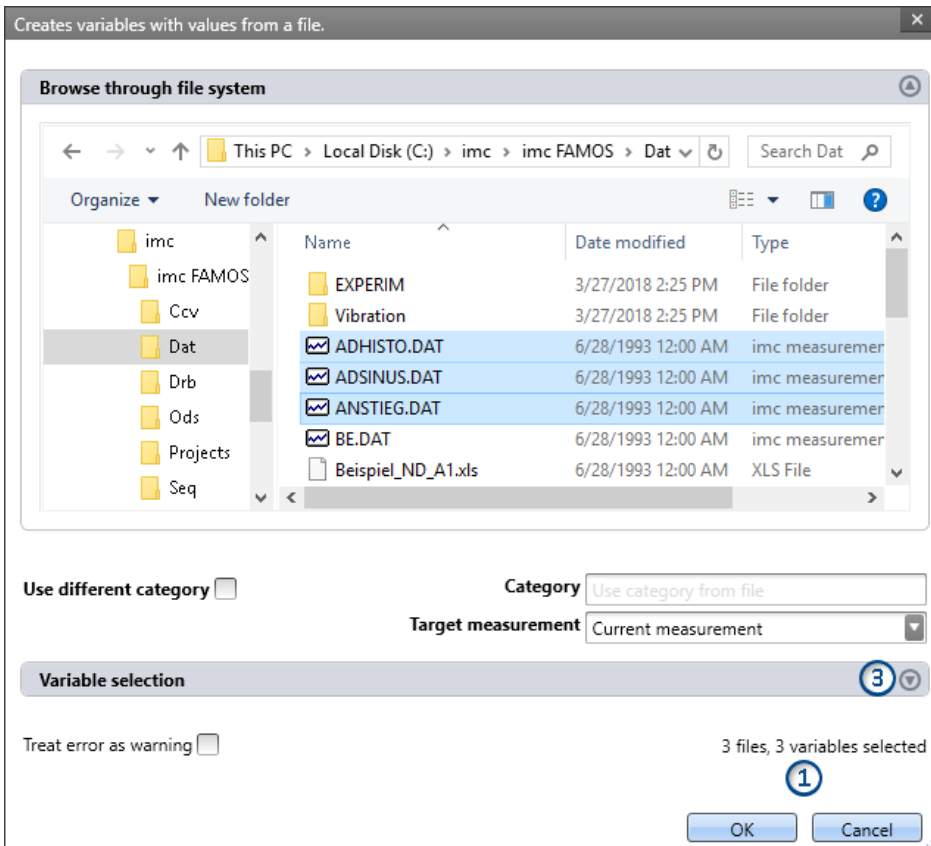 Creates variables with values from a file.
Browse through file system
This PC > Local Disk (C:) > imc > imc FAMOS > Dat
Search Dat
Organize
New folder
?
imc
imc FAMOS
Ccv
Dat
Drb
Ods
Projects
Seq
Name Date modified Type
EXPERIM 3/27/2018 2:25 PM File folder
Vibration 3/27/2018 2:25 PM File folder
ADHISTO.DAT 6/28/1993 12:00 AM imc measuremen
ADSINUS.DAT 6/28/1993 12:00 AM imc measuremen
ANSTIEG.DAT 6/28/1993 12:00 AM imc measuremen
BE.DAT 6/28/1993 12:00 AM imc measuremen
Beispiel_ND_A1.xls 6/28/1993 12:00 AM XLS File
Use different category
Category Use category from file
Target measurement Current measurement
Variable selection
3
Treat error as warning
3 files, 3 variables selected
1
OK Cancel